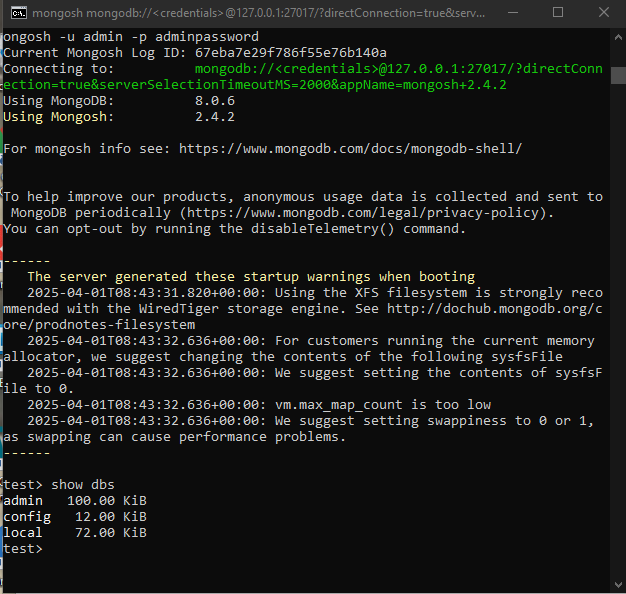 mongosh mongodb://<credentials>@127.0.0.1:27017/?directConnection=true&serv...
ongosh -u admin -p adminpassword
Current Mongosh Log ID: 67eba7e29f786f55e76b140a
Connecting to:          mongodb://<credentials>@127.0.0.1:27017/?directConn
ection=true&serverSelectionTimeoutMS=2000&appName=mongosh+2.4.2
Using MongoDB:          8.0.6
Using Mongosh:          2.4.2
For mongosh info see: https://www.mongodb.com/docs/mongodb-shell/
To help improve our products, anonymous usage data is collected and sent to
 MongoDB periodically (https://www.mongodb.com/legal/privacy-policy).
You can opt-out by running the disableTelemetry() command.
------
   The server generated these startup warnings when booting
   2025-04-01T08:43:31.820+00:00: Using the XFS filesystem is strongly reco
mmended with the WiredTiger storage engine. See http://dochub.mongodb.org/c
ore/prodnotes-filesystem
   2025-04-01T08:43:32.636+00:00: For customers running the current memory
allocator, we suggest changing the contents of the following sysfsFile
   2025-04-01T08:43:32.636+00:00: We suggest setting the contents of sysfsF
ile to 0.
   2025-04-01T08:43:32.636+00:00: vm.max_map_count is too low
   2025-04-01T08:43:32.636+00:00: We suggest setting swappiness to 0 or 1,
as swapping can cause performance problems.
------
test> show dbs
admin   100.00 KiB
config   12.00 KiB
local    72.00 KiB
test>